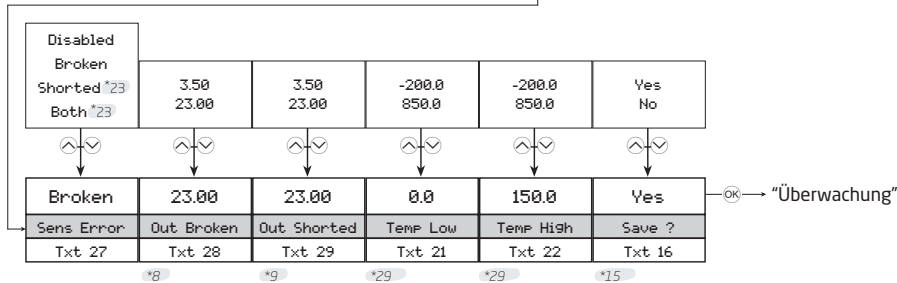 Disabled
Broken
Shorted *23
Both *23
3.50
23.00
3.50
23.00
-200.0
850.0
-200.0
850.0
Yes
No
Broken 23.00 23.00 0.0 150.0 Yes OK "Überwachung"
Sens Error Out Broken Out Shorted Temp Low Temp High Save ?
Txt 27 Txt 28 Txt 29 Txt 21 Txt 22 Txt 16
*8 *9 *29 *29 *15